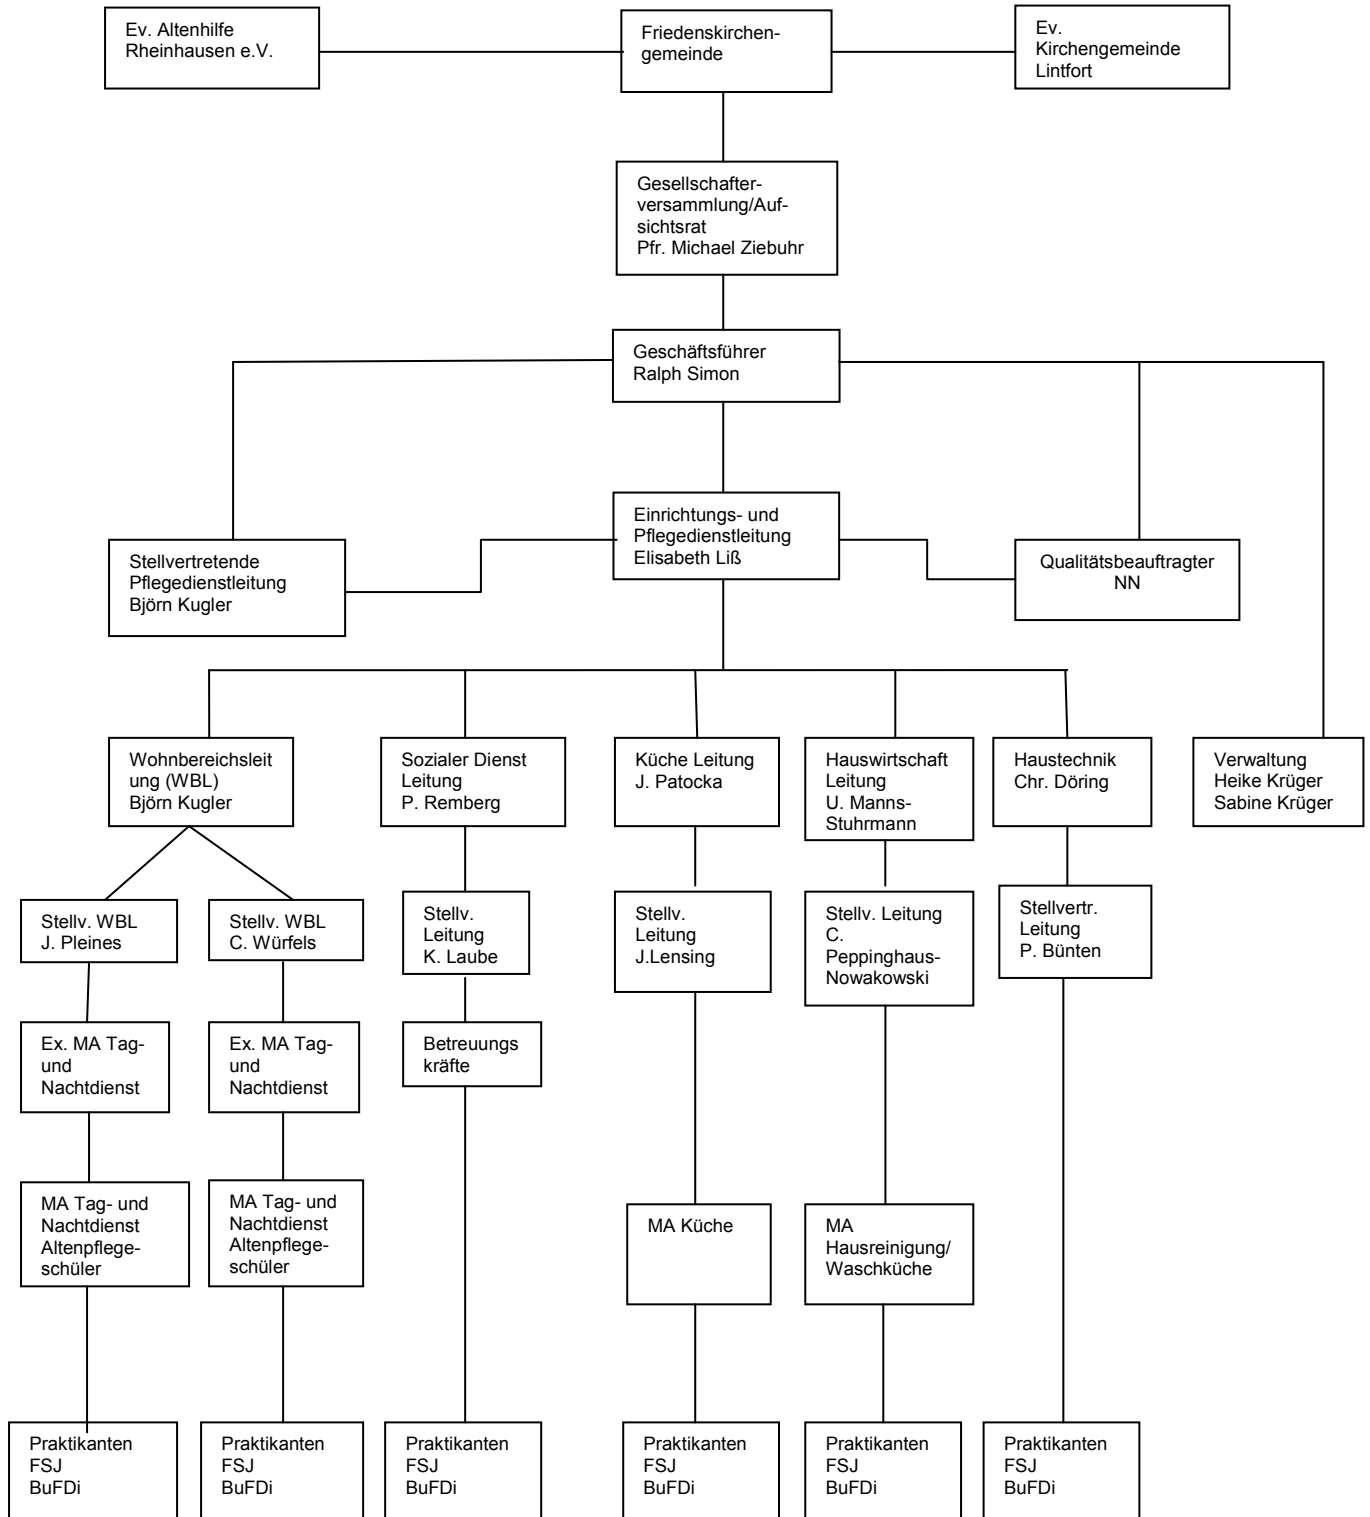 Ev. Altenhilfe
Rheinhausen e.V.
Friedenskirchen-
gemeinde
Ev.
Kirchengemeinde
Lintfort
Gesellschafter-
versammlung/Auf-
sichtsrat
Pfr. Michael Ziebuhr
Geschäftsführer
Ralph Simon
Einrichtungs- und
Pflegedienstleitung
Elisabeth Liß
Stellvertretende
Pflegedienstleitung
Björn Kugler
Qualitätsbeauftragter
NN
Wohnbereichsleit
ung (WBL)
Björn Kugler
Sozialer Dienst
Leitung
P. Remberg
Küche Leitung
J. Patocka
Hauswirtschaft
Leitung
U. Manns-
Stuhrmann
Haustechnik
Chr. Döring
Verwaltung
Heike Krüger
Sabine Krüger
Stellv. WBL
J. Pleines
Stellv. WBL
C. Würfels
Stellv.
Leitung
K. Laube
Stellv.
Leitung
J.Lensing
Stellv. Leitung
C.
Peppinghaus-
Nowakowski
Stellvertr.
Leitung
P. Bünten
Ex. MA Tag-
und
Nachtdienst
Ex. MA Tag-
und
Nachtdienst
Betreuungs
kräfte
MA Tag- und
Nachtdienst
Altenpflege-
schüler
MA Tag- und
Nachtdienst
Altenpflege-
schüler
MA Küche
MA
Hausreinigung/
Waschküche
Praktikanten
FSJ
BuFDi
Praktikanten
FSJ
BuFDi
Praktikanten
FSJ
BuFDi
Praktikanten
FSJ
BuFDi
Praktikanten
FSJ
BuFDi
Praktikanten
FSJ
BuFDi